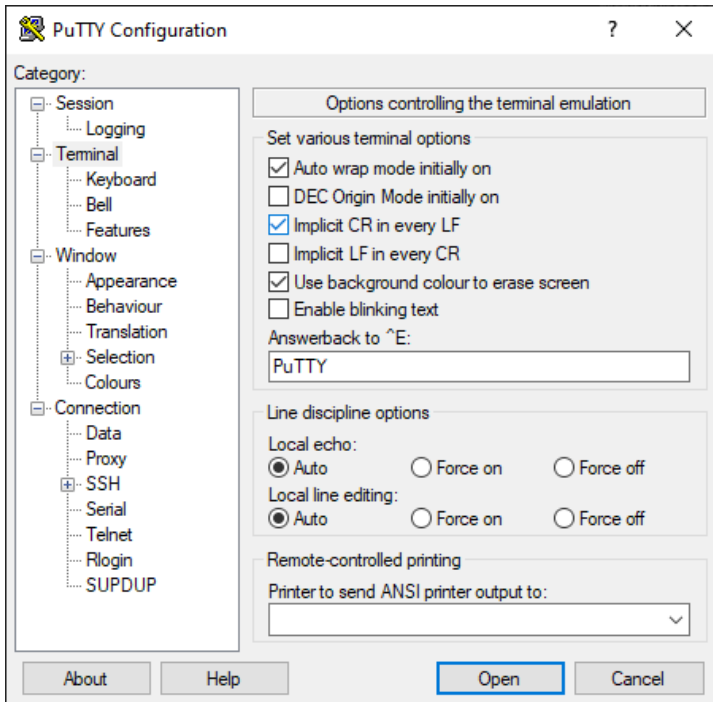 PuTTY Configuration
?
Category:
Session
Logging
Terminal
Keyboard
Bell
Features
Window
Appearance
Behaviour
Translation
Selection
Colours
Connection
Data
Proxy
SSH
Serial
Telnet
Rlogin
SUPDUP
Options controlling the terminal emulation
Set various terminal options
Auto wrap mode initially on
DEC Origin Mode initially on
Implicit CR in every LF
Implicit LF in every CR
Use background colour to erase screen
Enable blinking text
Answerback to ^E:
PuTTY
Line discipline options
Local echo:
Auto Force on Force off
Local line editing:
Auto Force on Force off
Remote-controlled printing
Printer to send ANSI printer output to:
About Help Open Cancel